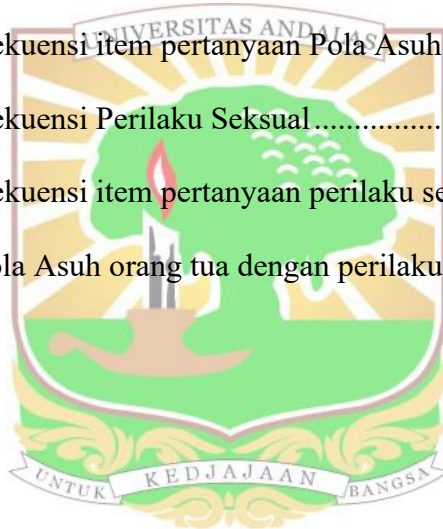 UNIVERSITAS ANDALAS
ekuensi item pertanyaan Pola Asuh
ekuensi Perilaku Seksual................
ekuensi item pertanyaan perilaku se
ola Asuh orang tua dengan perilaku
UNTUK KEDJAJAAN BANGSA